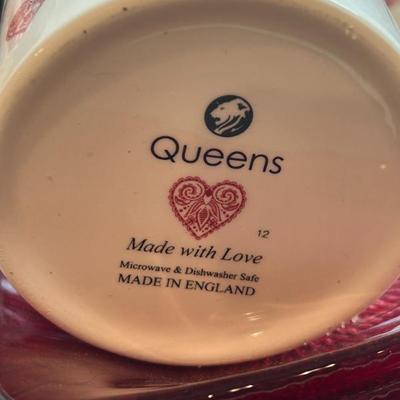 Queens
12
Made with Love
Microwave & Dishwasher Safe
MADE IN ENGLAND